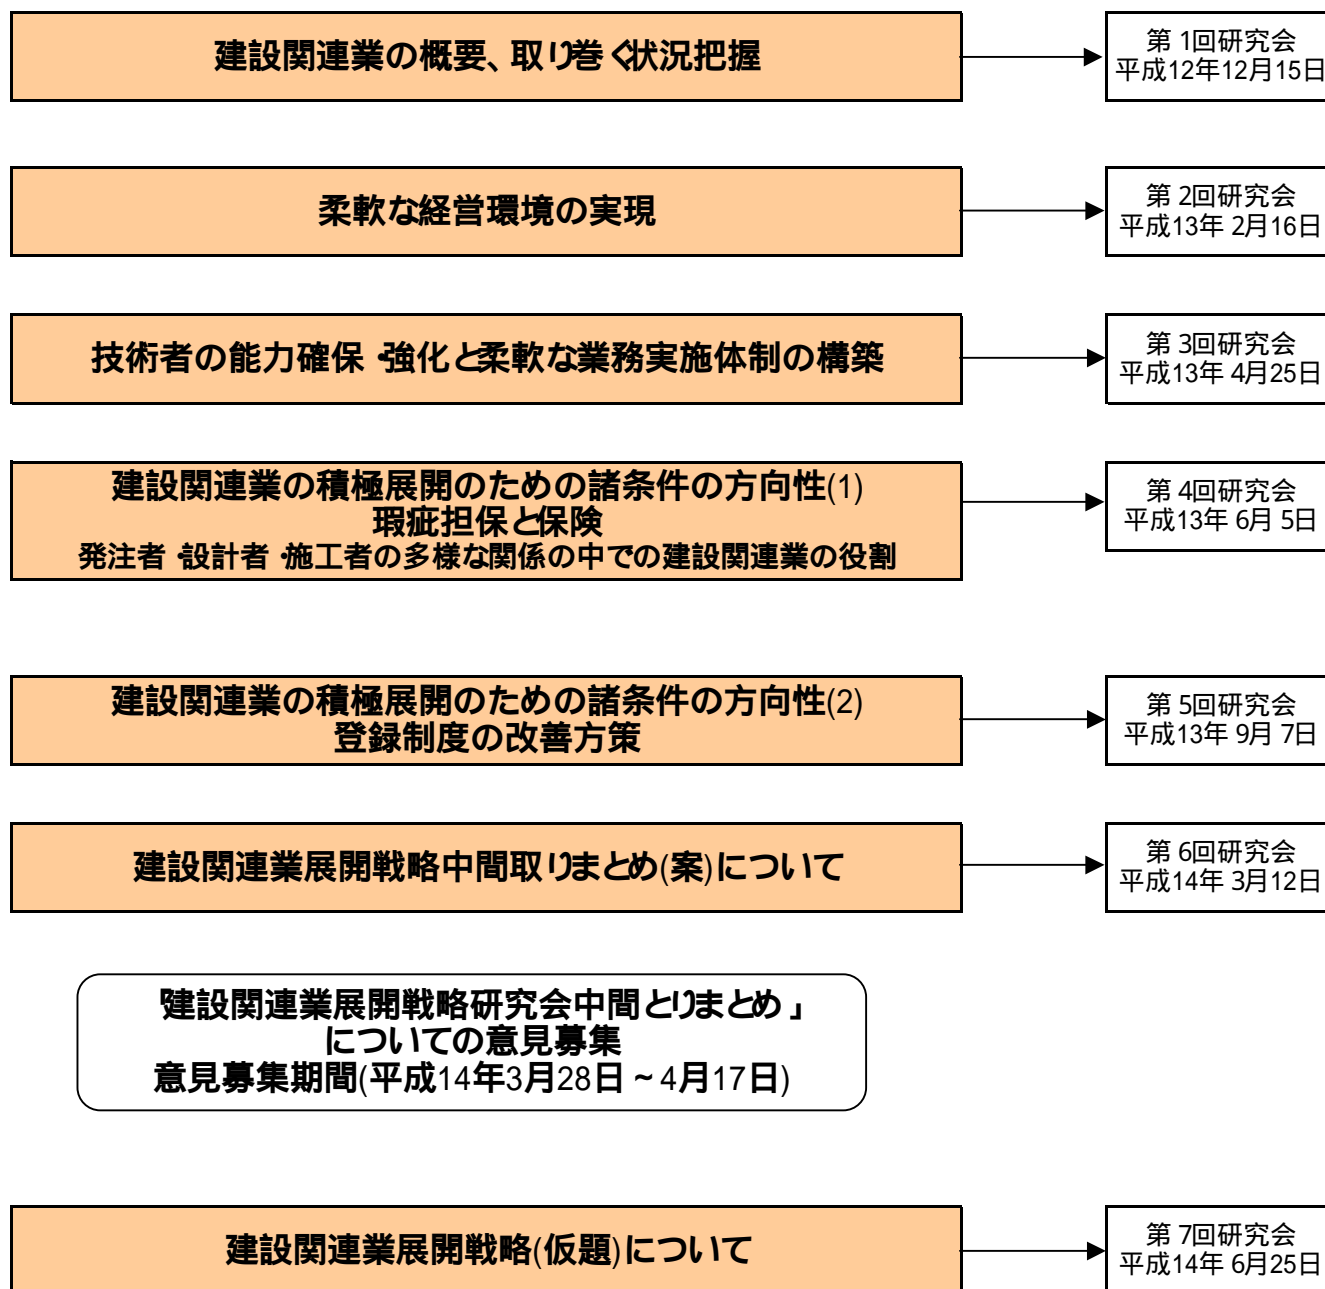 建設関連業の概要、取り巻く状況把握
第 1回研究会
平成12年12月15日
柔軟な経営環境の実現
第 2回研究会
平成13年 2月16日
技術者の能力確保・強化と柔軟な業務実施体制の構築
第 3回研究会
平成13年 4月25日
建設関連業の積極展開のための諸条件の方向性(1)
瑕疵担保と保険
発注者・設計者・施工者の多様な関係の中での建設関連業の役割
第 4回研究会
平成13年 6月 5日
建設関連業の積極展開のための諸条件の方向性(2)
登録制度の改善方策
第 5回研究会
平成13年 9月 7日
建設関連業展開戦略中間取りまとめ(案)について
第 6回研究会
平成14年 3月12日
「建設関連業展開戦略研究会中間とりまとめ」
についての意見募集
意見募集期間(平成14年3月28日～4月17日)
建設関連業展開戦略(仮題)について
第 7回研究会
平成14年 6月25日